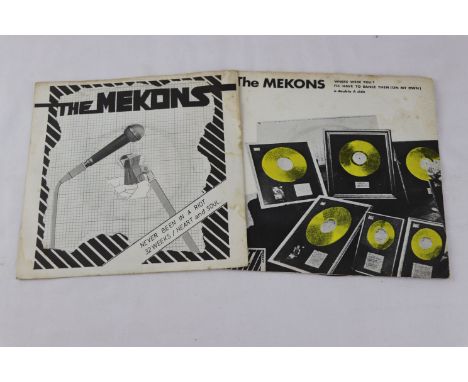 THE MEKONS
NEVER BEEN IN A RIOT
32 WEEKS / HEART and SOUL
The MEKONS
WHERE WERE YOU?
I'LL HAVE TO DANCE THEN (ON MY OWN)
a double A side